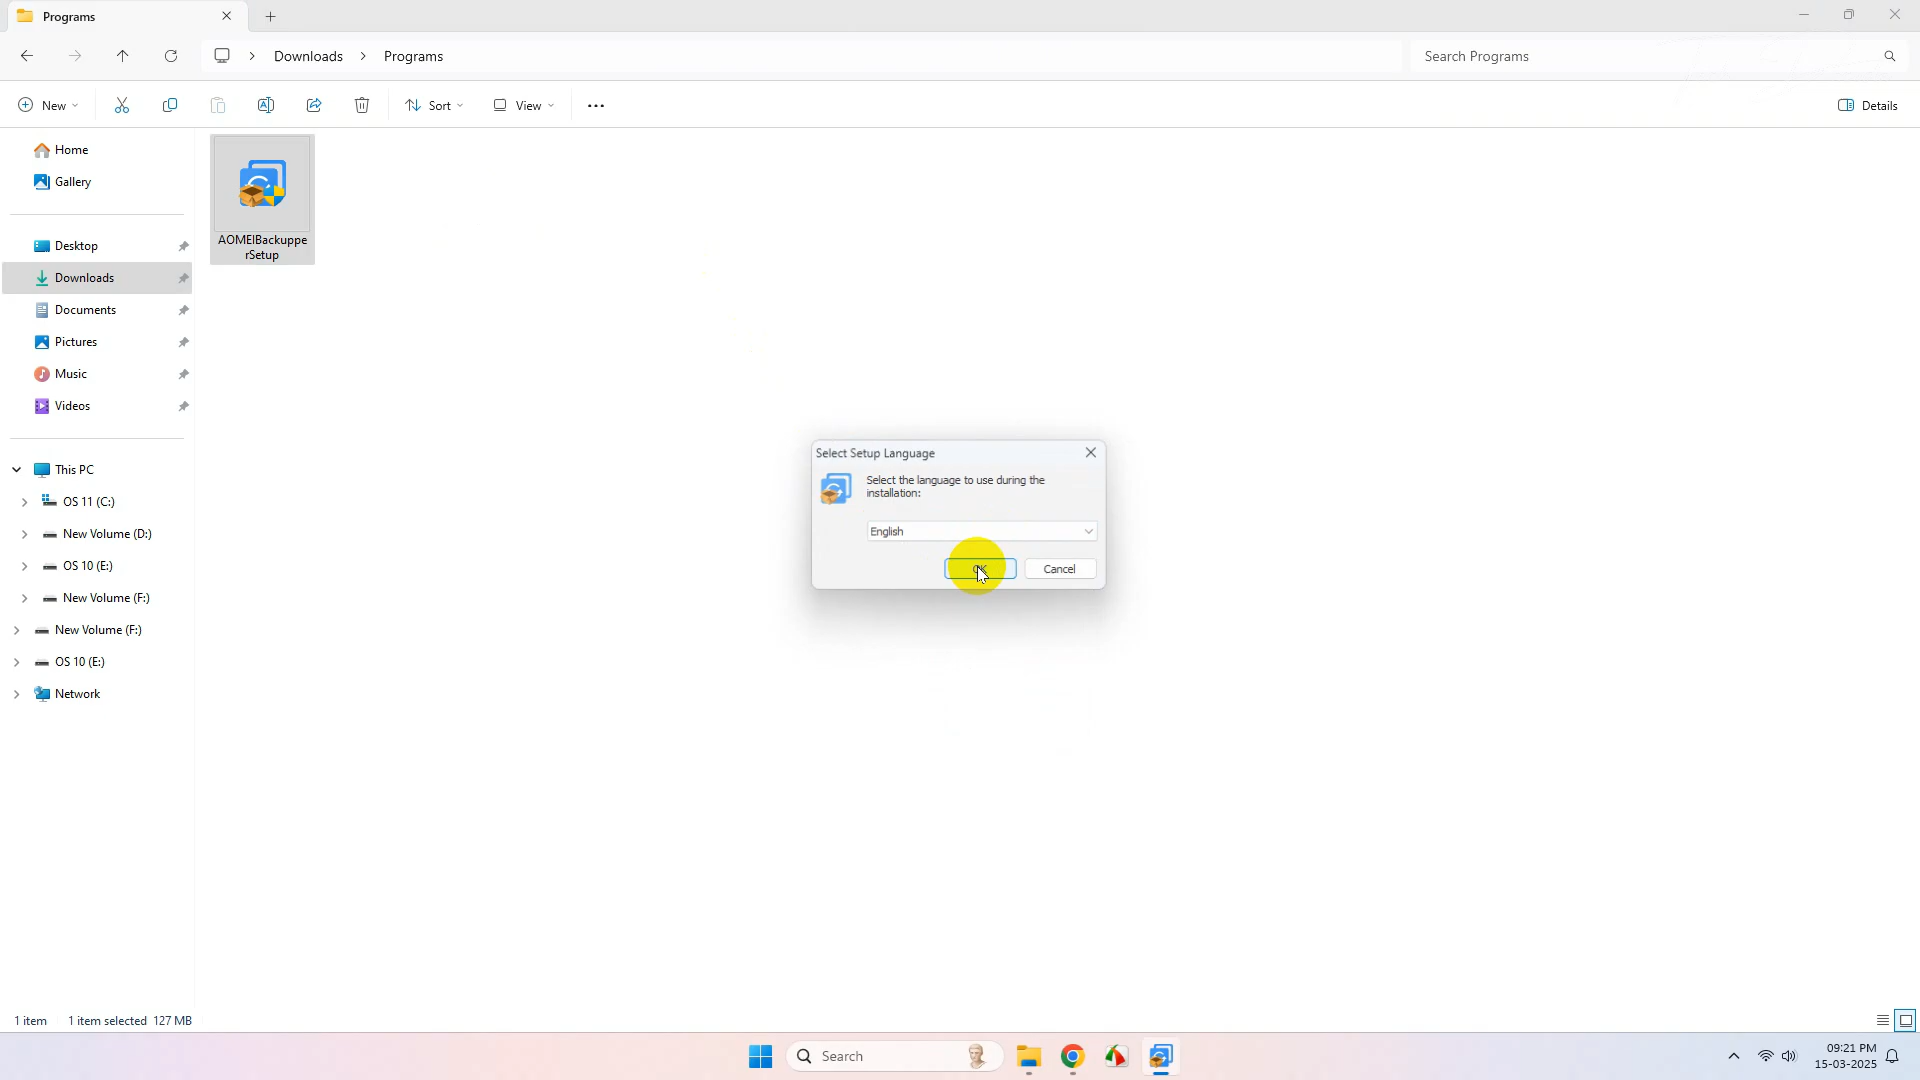 Programs
Downloads
Programs
Search Programs
New
Sort
View
Details
Home
Gallery
Desktop
Downloads
Documents
Pictures
Music
Videos
This PC
OS 11 (C:)
New Volume (D:)
OS 10 (E:)
New Volume (F:)
New Volume (F:)
OS 10 (E:)
Network
AOMEIBackuppe
rSetup
Select Setup Language
Select the language to use during the
installation:
English
OK
Cancel
1 item
1 item selected 127 MB
Search
09:21 PM
15-03-2025